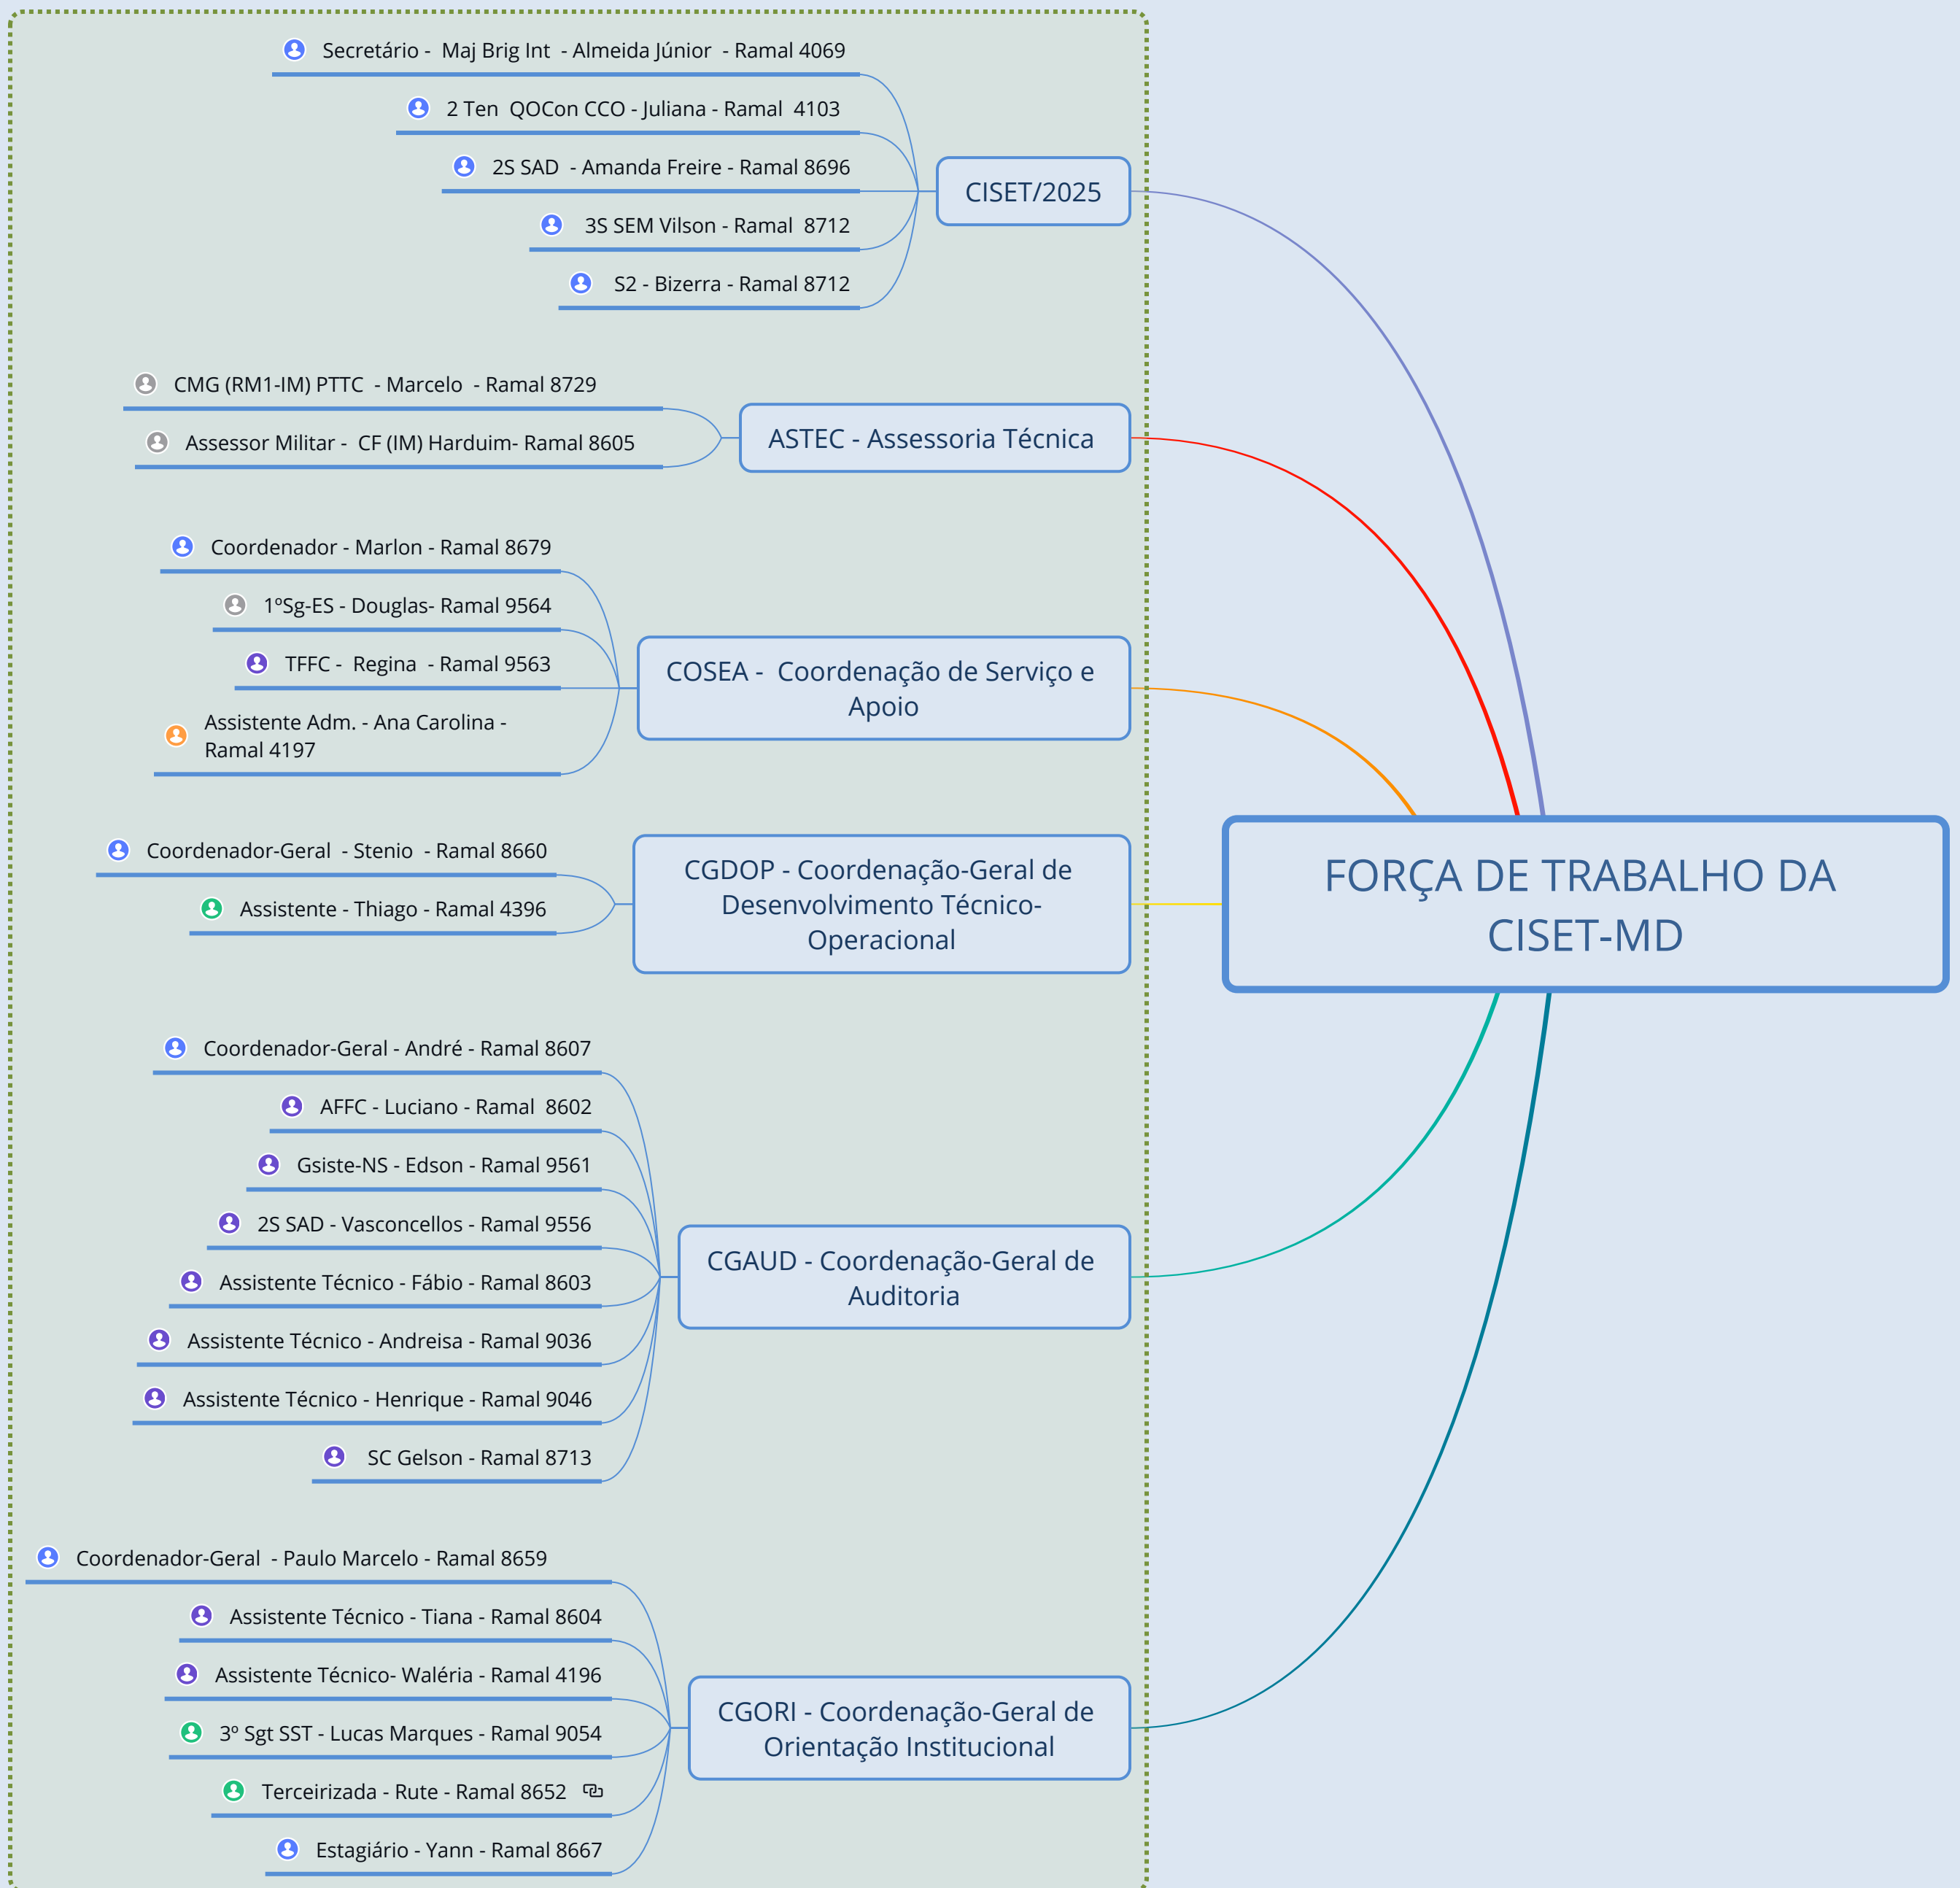 Secretário - Maj Brig Int - Almeida Júnior - Ramal 4069
2 Ten QOCon CCO - Juliana - Ramal 4103
2S SAD - Amanda Freire - Ramal 8696
3S SEM Vilson - Ramal 8712
S2 - Bizerra - Ramal 8712
CISET/2025
CMG (RM1-IM) PTTC - Marcelo - Ramal 8729
Assessor Militar - CF (IM) Harduim- Ramal 8605
ASTEC - Assessoria Técnica
Coordenador - Marlon - Ramal 8679
1ºSg-ES - Douglas- Ramal 9564
TFFC - Regina - Ramal 9563
Assistente Adm. - Ana Carolina -
Ramal 4197
COSEA - Coordenação de Serviço e
Apoio
Coordenador-Geral - Stenio - Ramal 8660
Assistente - Thiago - Ramal 4396
CGDOP - Coordenação-Geral de
Desenvolvimento Técnico-
Operacional
FORÇA DE TRABALHO DA
CISET-MD
Coordenador-Geral - André - Ramal 8607
AFFC - Luciano - Ramal 8602
Gsiste-NS - Edson - Ramal 9561
2S SAD - Vasconcellos - Ramal 9556
Assistente Técnico - Fábio - Ramal 8603
Assistente Técnico - Andreisa - Ramal 9036
Assistente Técnico - Henrique - Ramal 9046
SC Gelson - Ramal 8713
CGAUD - Coordenação-Geral de
Auditoria
Coordenador-Geral - Paulo Marcelo - Ramal 8659
Assistente Técnico - Tiana - Ramal 8604
Assistente Técnico- Waléria - Ramal 4196
3º Sgt SST - Lucas Marques - Ramal 9054
Terceirizada - Rute - Ramal 8652
Estagiário - Yann - Ramal 8667
CGORI - Coordenação-Geral de
Orientação Institucional